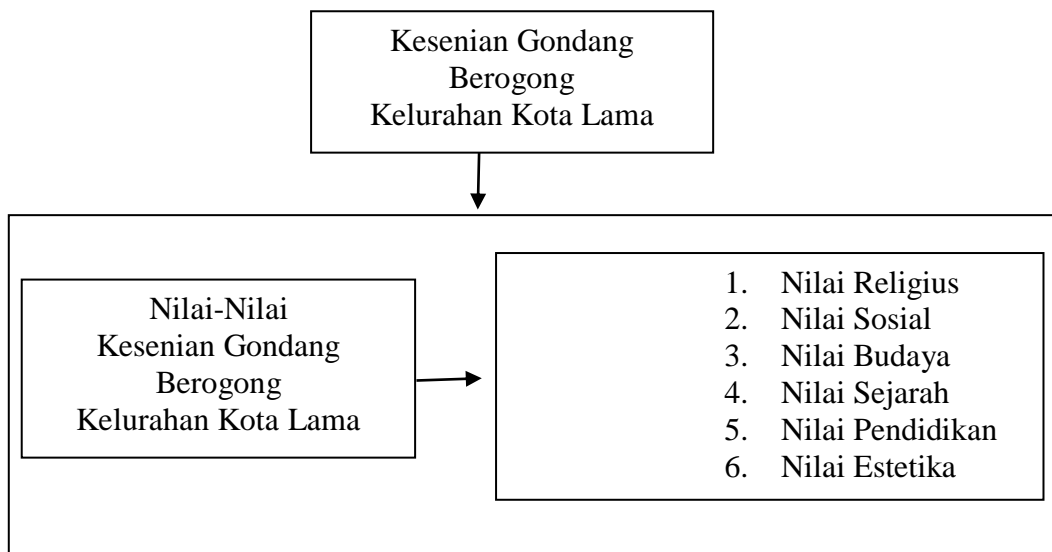 Kesenian Gondang
Berogong
Kelurahan Kota Lama
Nilai-Nilai
Kesenian Gondang
Berogong
Kelurahan Kota Lama
1. Nilai Religius
2. Nilai Sosial
3. Nilai Budaya
4. Nilai Sejarah
5. Nilai Pendidikan
6. Nilai Estetika